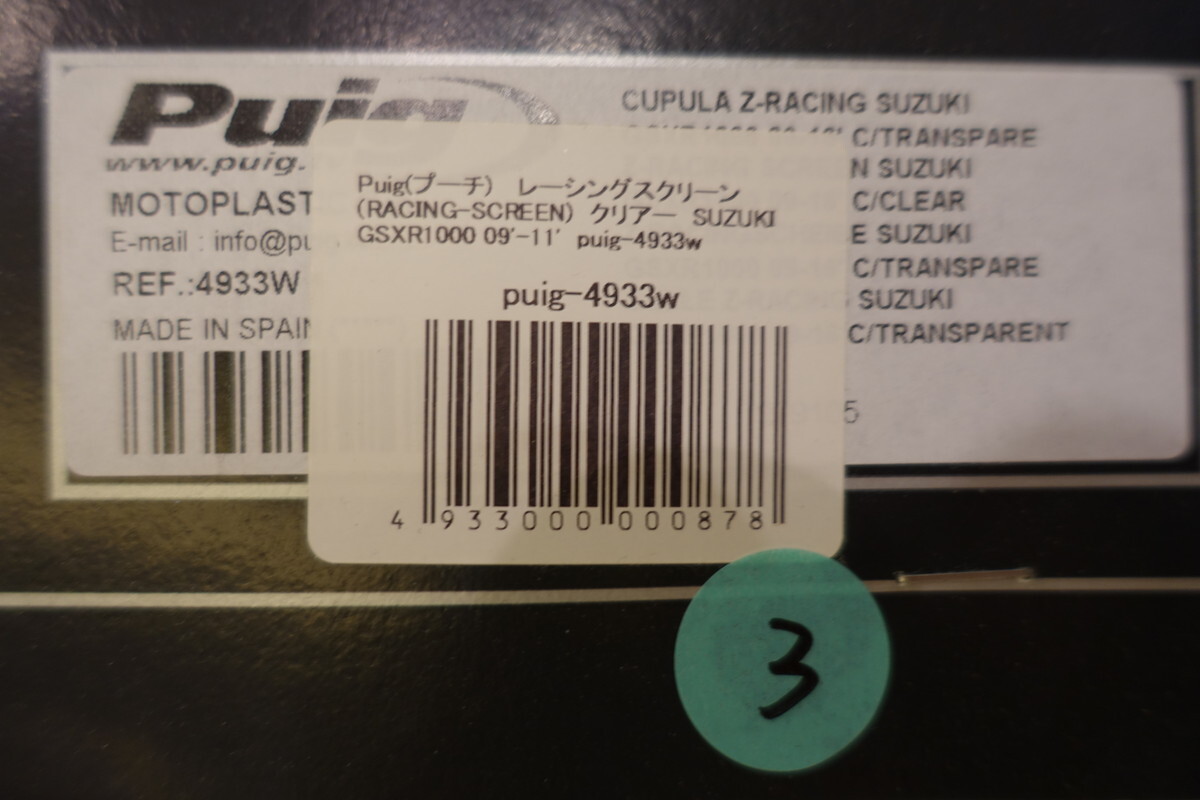 Puig
www.puig.
MOTOPLAST
E-mail : info@pu
REF.:4933W
MADE IN SPAIN
CUPULA Z-RACING SUZUKI
C/TRANSPARE
N SUZUKI
C/CLEAR
E SUZUKI
C/TRANSPARE
SUZUKI
C/TRANSPARENT
5
Puig(プーチ) レーシングスクリーン
(RACING-SCREEN) クリアー SUZUKI
GSXR1000 09'-11' puig-4933w
puig-4933w
4 933000 000878
3